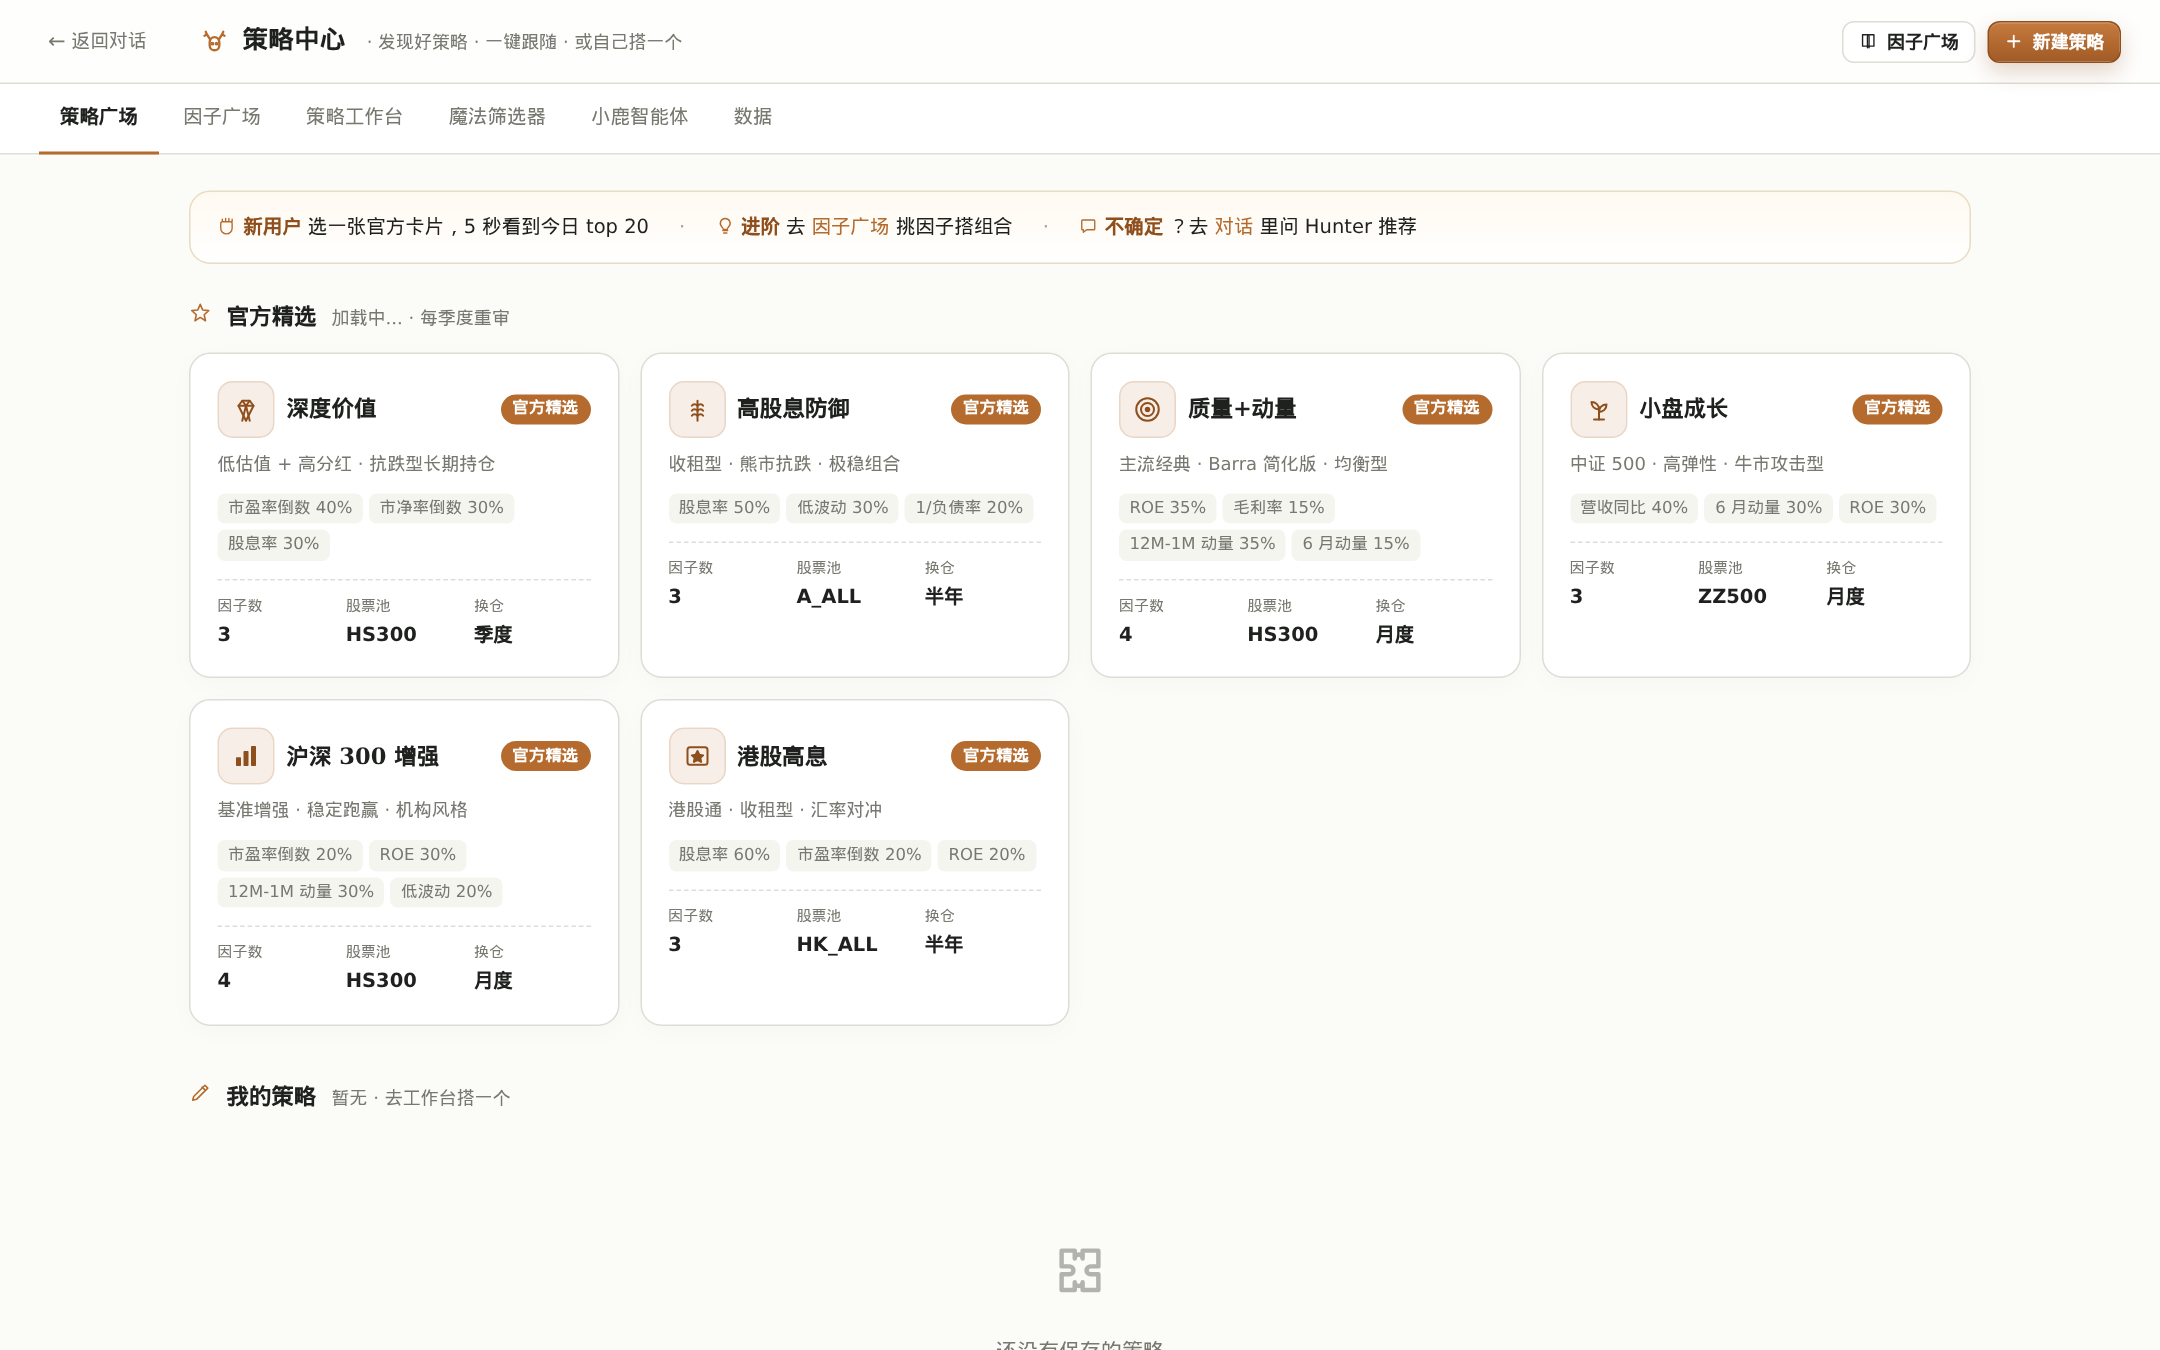 ← 返回对话
策略中心 · 发现好策略 · 一键跟随 · 或自己搭一个
因子广场
+ 新建策略
策略广场 因子广场 策略工作台 魔法筛选器 小鹿智能体 数据
新用户 选一张官方卡片 , 5 秒看到今日 top 20 · 进阶 去 因子广场 挑因子搭组合 · 不确定 ? 去 对话 里问 Hunter 推荐
官方精选 加载中... · 每季度重审
深度价值 官方精选
低估值 + 高分红 · 抗跌型长期持仓
市盈率倒数 40% 市净率倒数 30%
股息率 30%
因子数 股票池 换仓
3 HS300 季度
高股息防御 官方精选
收租型 · 熊市抗跌 · 极稳组合
股息率 50% 低波动 30% 1/负债率 20%
因子数 股票池 换仓
3 A_ALL 半年
质量+动量 官方精选
主流经典 · Barra 简化版 · 均衡型
ROE 35% 毛利率 15%
12M-1M 动量 35% 6 月动量 15%
因子数 股票池 换仓
4 HS300 月度
小盘成长 官方精选
中证 500 · 高弹性 · 牛市攻击型
营收同比 40% 6 月动量 30% ROE 30%
因子数 股票池 换仓
3 ZZ500 月度
沪深 300 增强 官方精选
基准增强 · 稳定跑赢 · 机构风格
市盈率倒数 20% ROE 30%
12M-1M 动量 30% 低波动 20%
因子数 股票池 换仓
4 HS300 月度
港股高息 官方精选
港股通 · 收租型 · 汇率对冲
股息率 60% 市盈率倒数 20% ROE 20%
因子数 股票池 换仓
3 HK_ALL 半年
我的策略 暂无 · 去工作台搭一个
还没有保存的策略